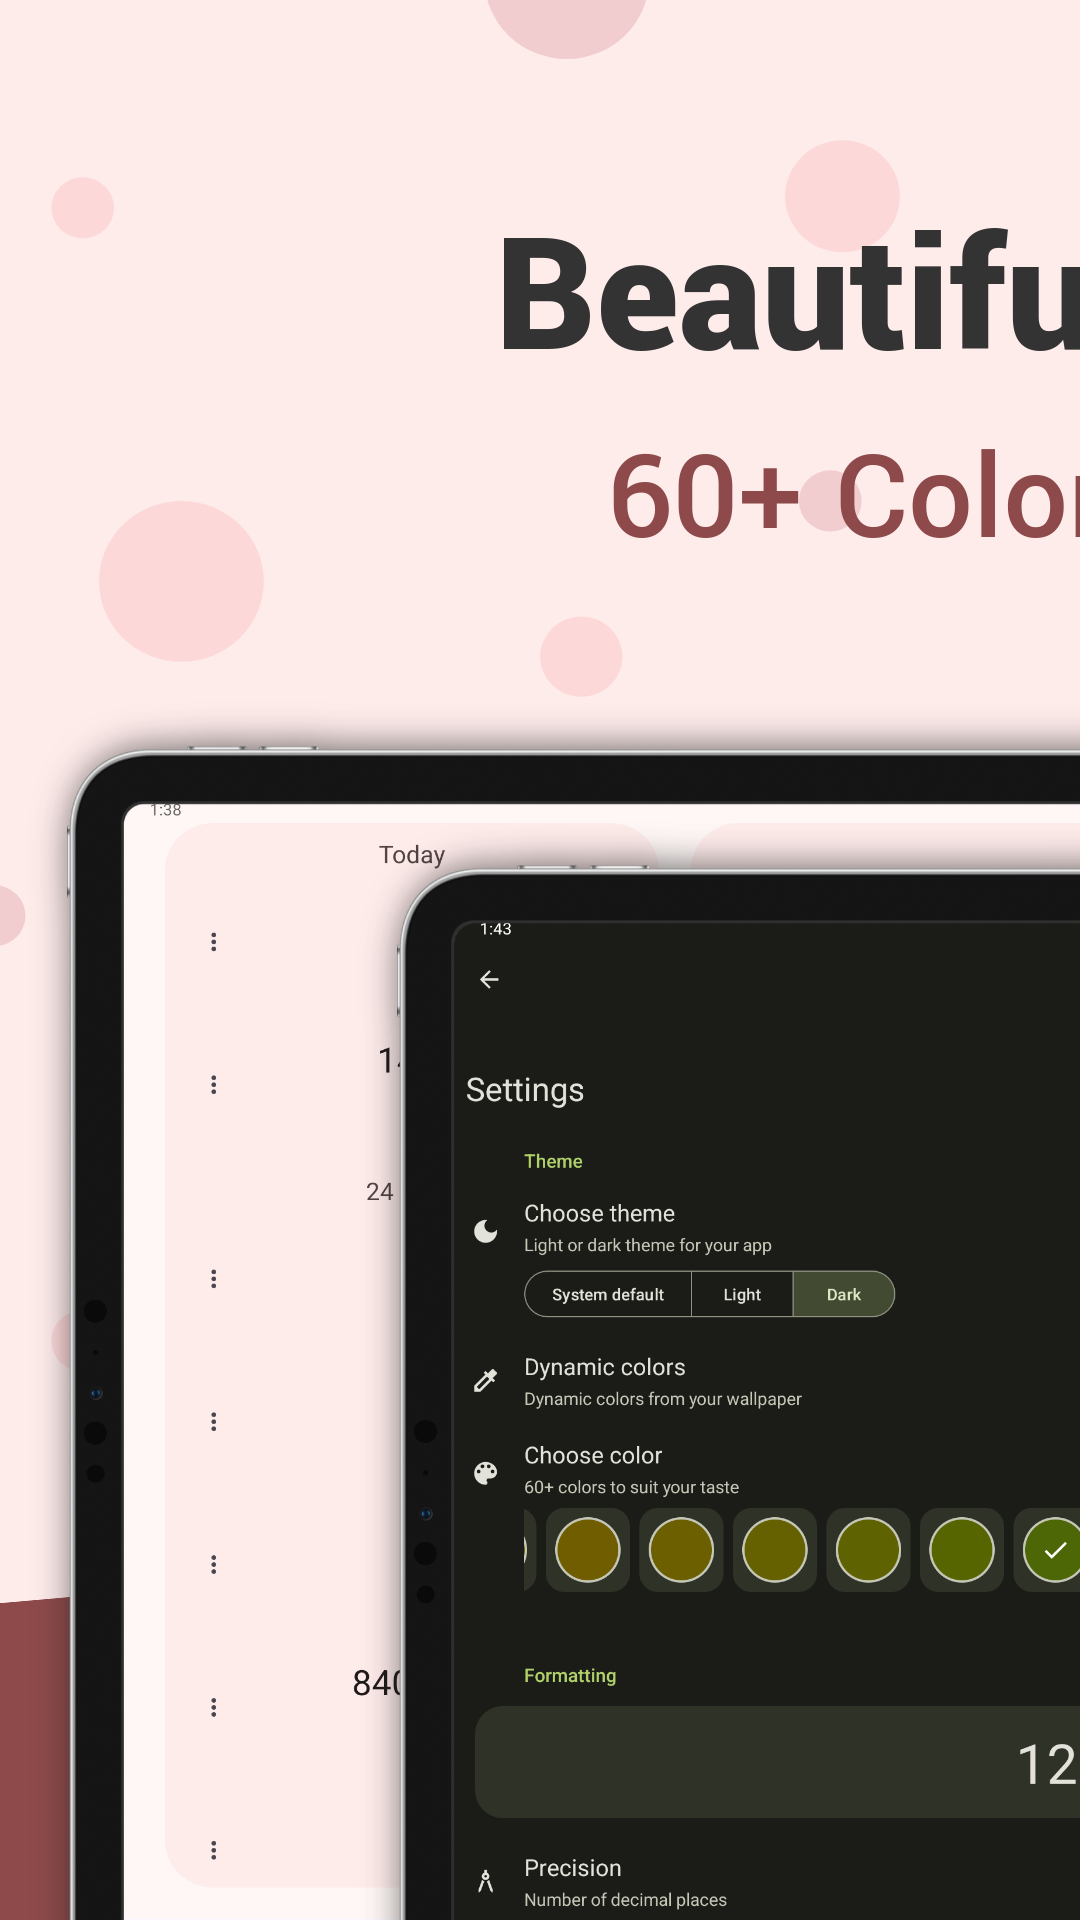 Beautifu
60+ Color
1:38
Today
14
24
840
1:43
Settings
Theme
Choose theme
Light or dark theme for your app
System default Light Dark
Dynamic colors
Dynamic colors from your wallpaper
Choose color
60+ colors to suit your taste
Formatting
12
Precision
Number of decimal places